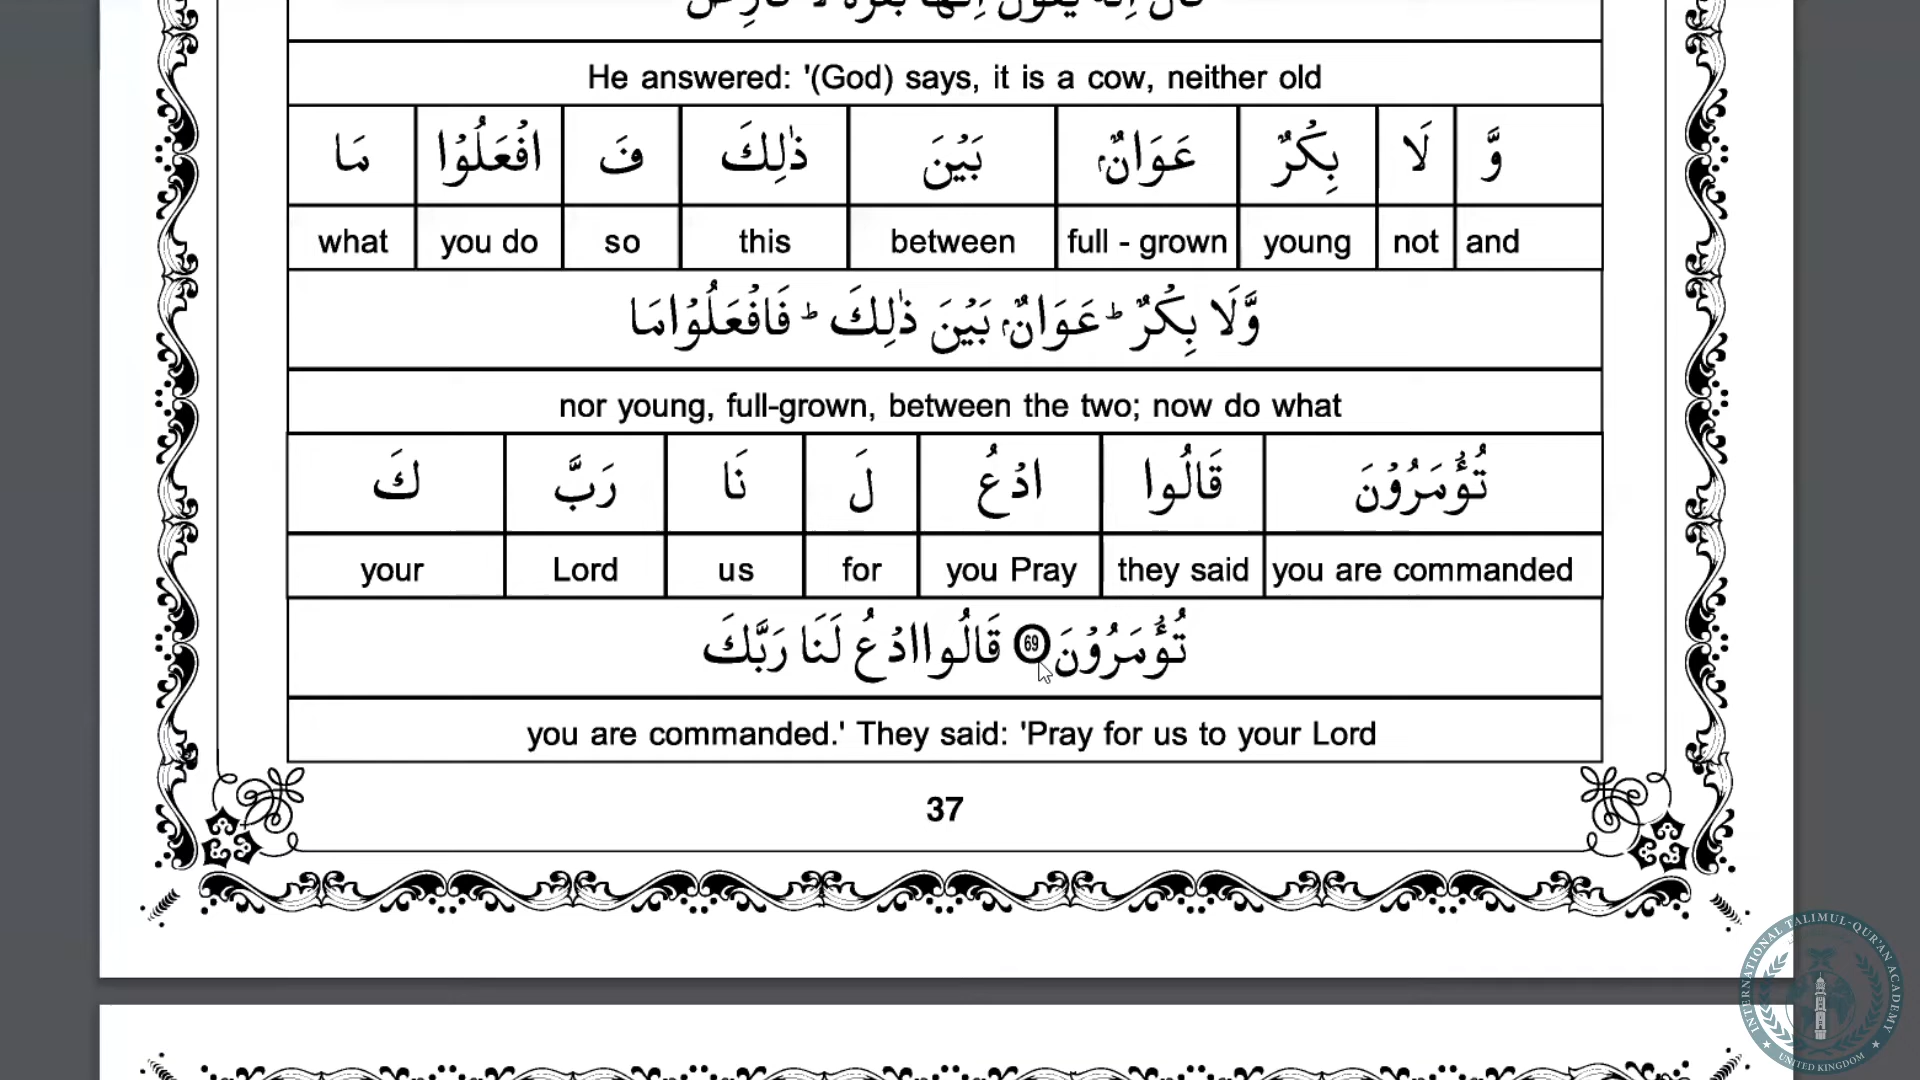 He answered: '(God) says, it is a cow, neither old
وَّ لَا بِكۡرٌ عَوَانٌۢ بَيۡنَ ذٰلِكَ فَ افۡعَلُوۡا مَا
what you do so this between full - grown young not and
وَّلَا بِكۡرٌ ؕ عَوَانٌۢ بَيۡنَ ذٰلِكَ ؕ فَافۡعَلُوۡامَا
nor young, full-grown, between the two; now do what
تُؤۡمَرُوۡنَ قَالُوا ادۡعُ لَ نَا رَبَّ كَ
your Lord us for you Pray they said you are commanded
تُؤۡمَرُوۡنَ 69 قَالُواادۡعُ لَنَا رَبَّكَ
you are commanded.' They said: 'Pray for us to your Lord
37
INTERNATIONAL TALIMUL-QUR'AN ACADEMY
UNITED KINGDOM